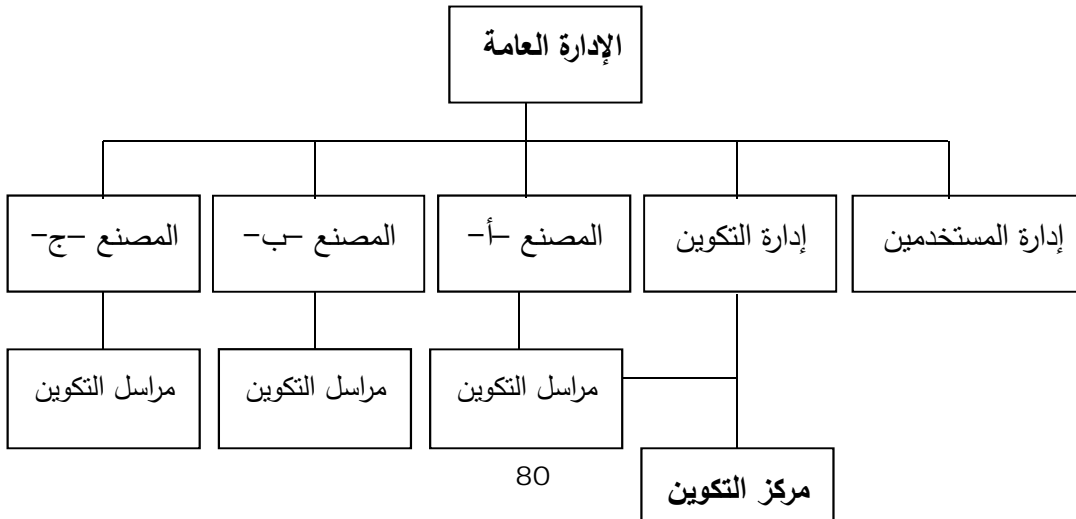 الإدارة العامة
إدارة المستخدمين
إدارة التكوين
المصنع –أ–
المصنع –ب–
المصنع –ج–
مراسل التكوين
مراسل التكوين
مراسل التكوين
80
مركز التكوين